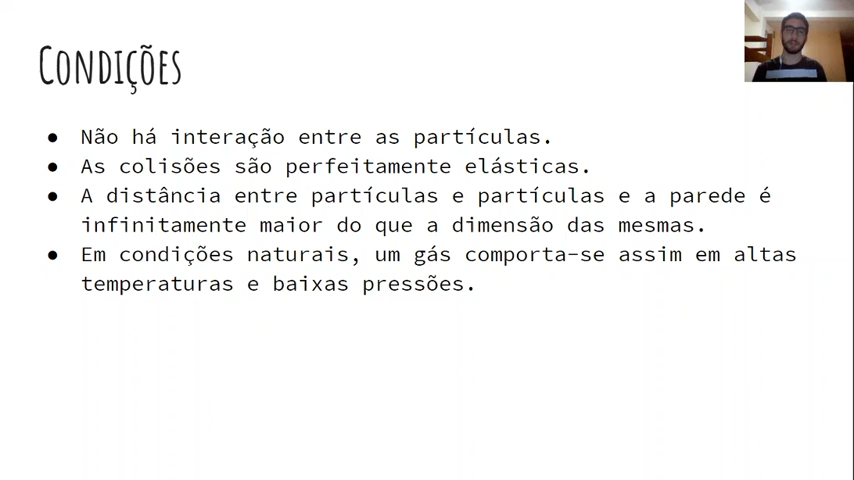 Condições
● Não há interação entre as partículas.
● As colisões são perfeitamente elásticas.
● A distância entre partículas e partículas e a parede é
infinitamente maior do que a dimensão das mesmas.
● Em condições naturais, um gás comporta-se assim em altas
temperaturas e baixas pressões.